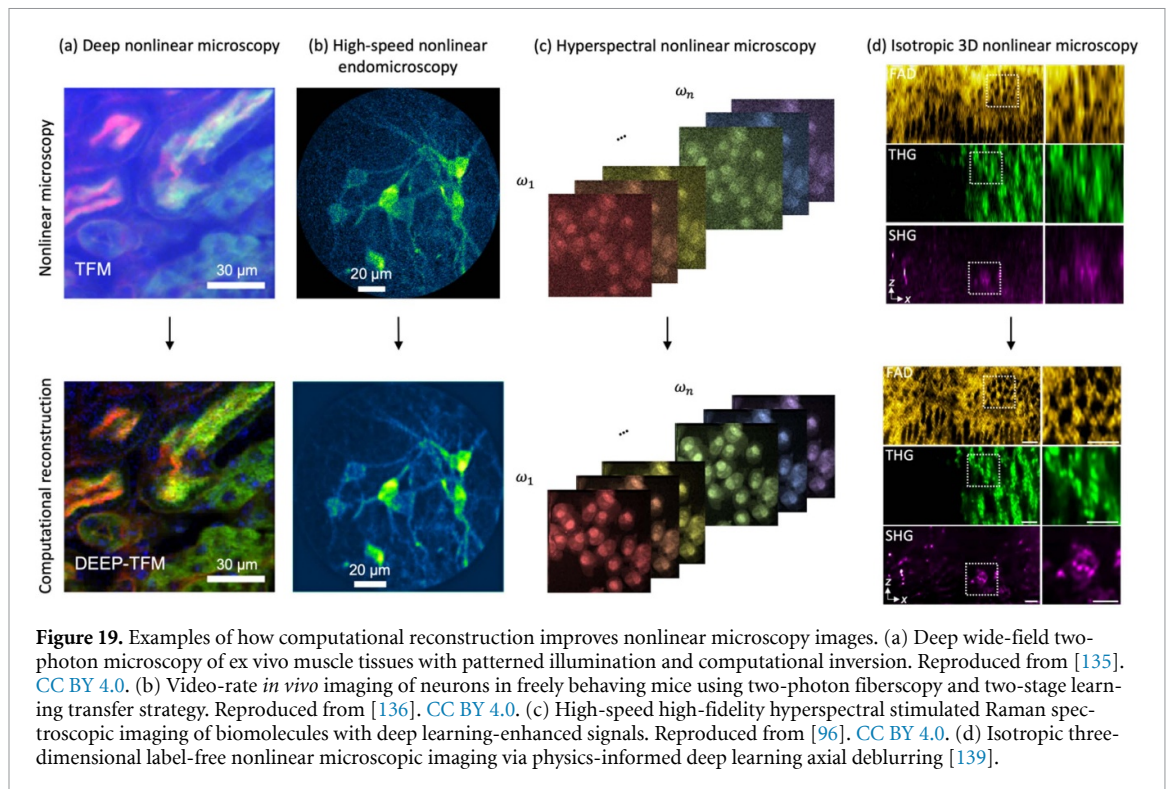 (a) Deep nonlinear microscopy
(b) High-speed nonlinear
endomicroscopy
(c) Hyperspectral nonlinear microscopy
(d) Isotropic 3D nonlinear microscopy
Nonlinear microscopy
TFM
30 μm
20 μm
ω1
...
ωn
FAD
THG
SHG
z
x
Computational reconstruction
DEEP-TFM
30 μm
20 μm
ω1
...
ωn
FAD
THG
SHG
z
x
Figure 19. Examples of how computational reconstruction improves nonlinear microscopy images. (a) Deep wide-field two-
photon microscopy of ex vivo muscle tissues with patterned illumination and computational inversion. Reproduced from [135].
CC BY 4.0. (b) Video-rate in vivo imaging of neurons in freely behaving mice using two-photon fiberscopy and two-stage learn-
ing transfer strategy. Reproduced from [136]. CC BY 4.0. (c) High-speed high-fidelity hyperspectral stimulated Raman spec-
troscopic imaging of biomolecules with deep learning-enhanced signals. Reproduced from [96]. CC BY 4.0. (d) Isotropic three-
dimensional label-free nonlinear microscopic imaging via physics-informed deep learning axial deblurring [139].